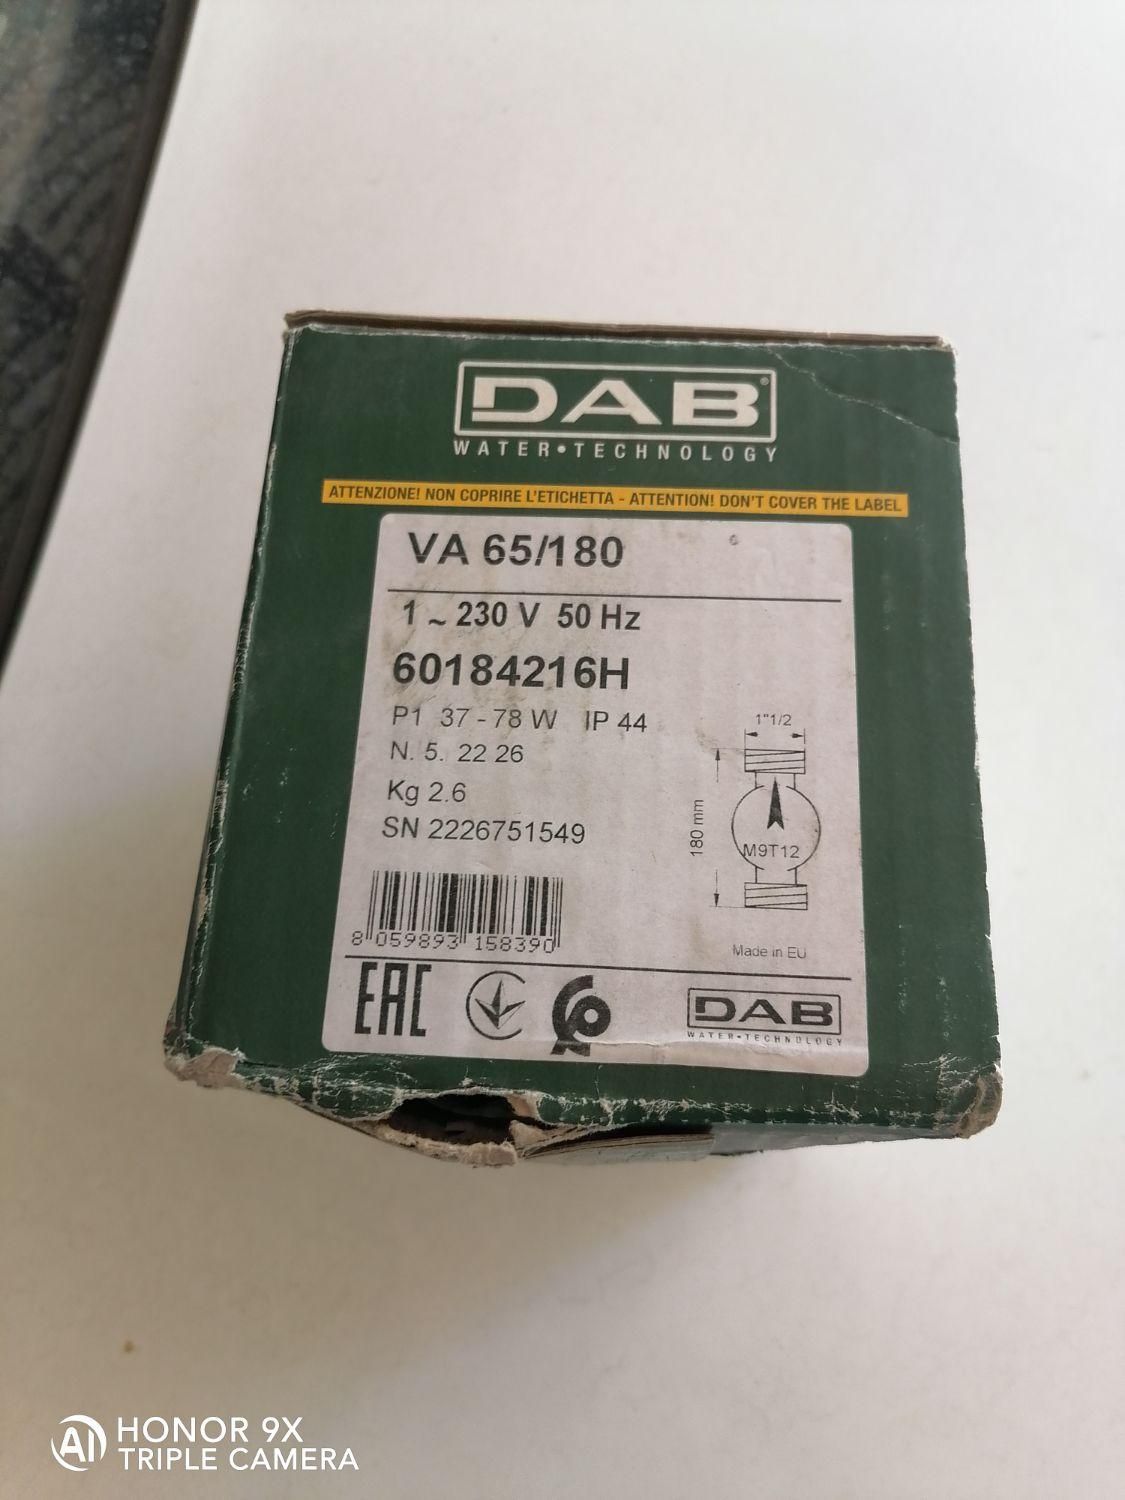 DAB®
WATER•TECHNOLOGY
ATTENZIONE! NON COPRIRE L'ETICHETTA - ATTENTION! DON'T COVER THE LABEL
VA 65/180
1 ~ 230 V 50 Hz
60184216H
P1 37 - 78 W IP 44
N. 5. 22 26
Kg 2.6
SN 2226751549
1"1/2
180 mm
M9T12
8 059893 158390
Made in EU
EAC
DAB
WATER•TECHNOLOGY
HONOR 9X
TRIPLE CAMERA